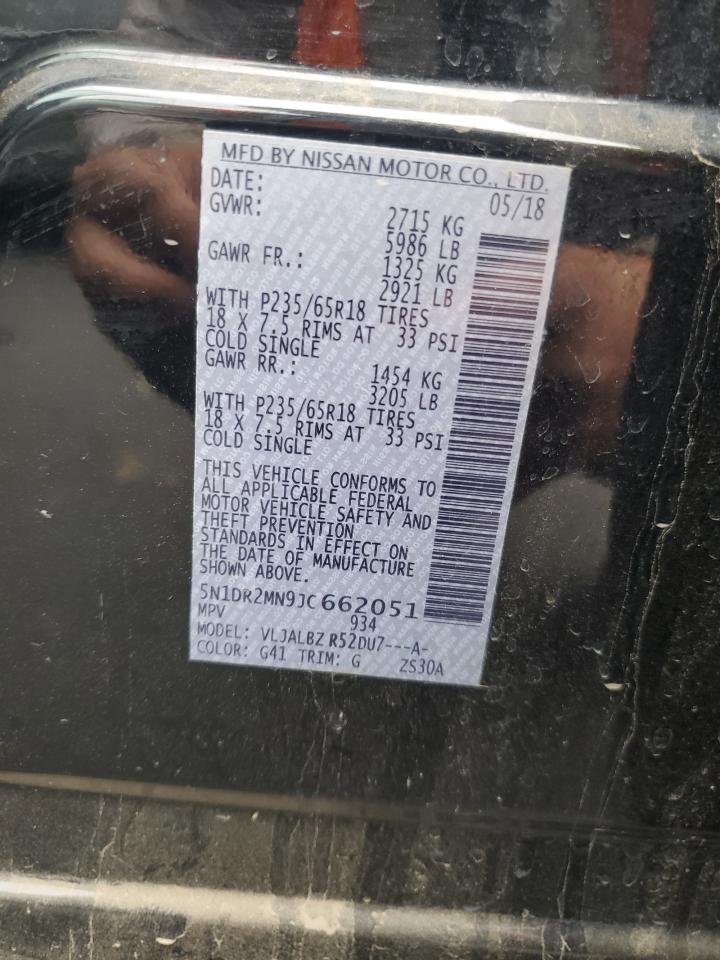 MFD BY NISSAN MOTOR CO., LTD.
DATE: 05/18
GVWR: 2715 KG
5986 LB
GAWR FR.: 1325 KG
2921 LB
WITH P235/65R18 TIRES
18 X 7.5 RIMS AT 33 PSI
COLD SINGLE
GAWR RR.: 1454 KG
3205 LB
WITH P235/65R18 TIRES
18 X 7.5 RIMS AT 33 PSI
COLD SINGLE
THIS VEHICLE CONFORMS TO
ALL APPLICABLE FEDERAL
MOTOR VEHICLE SAFETY AND
THEFT PREVENTION
STANDARDS IN EFFECT ON
THE DATE OF MANUFACTURE
SHOWN ABOVE.
5N1DR2MN9JC662051
MPV 934
MODEL: VLJALBZ R52DU7---A-
COLOR: G41 TRIM: G ZS30A